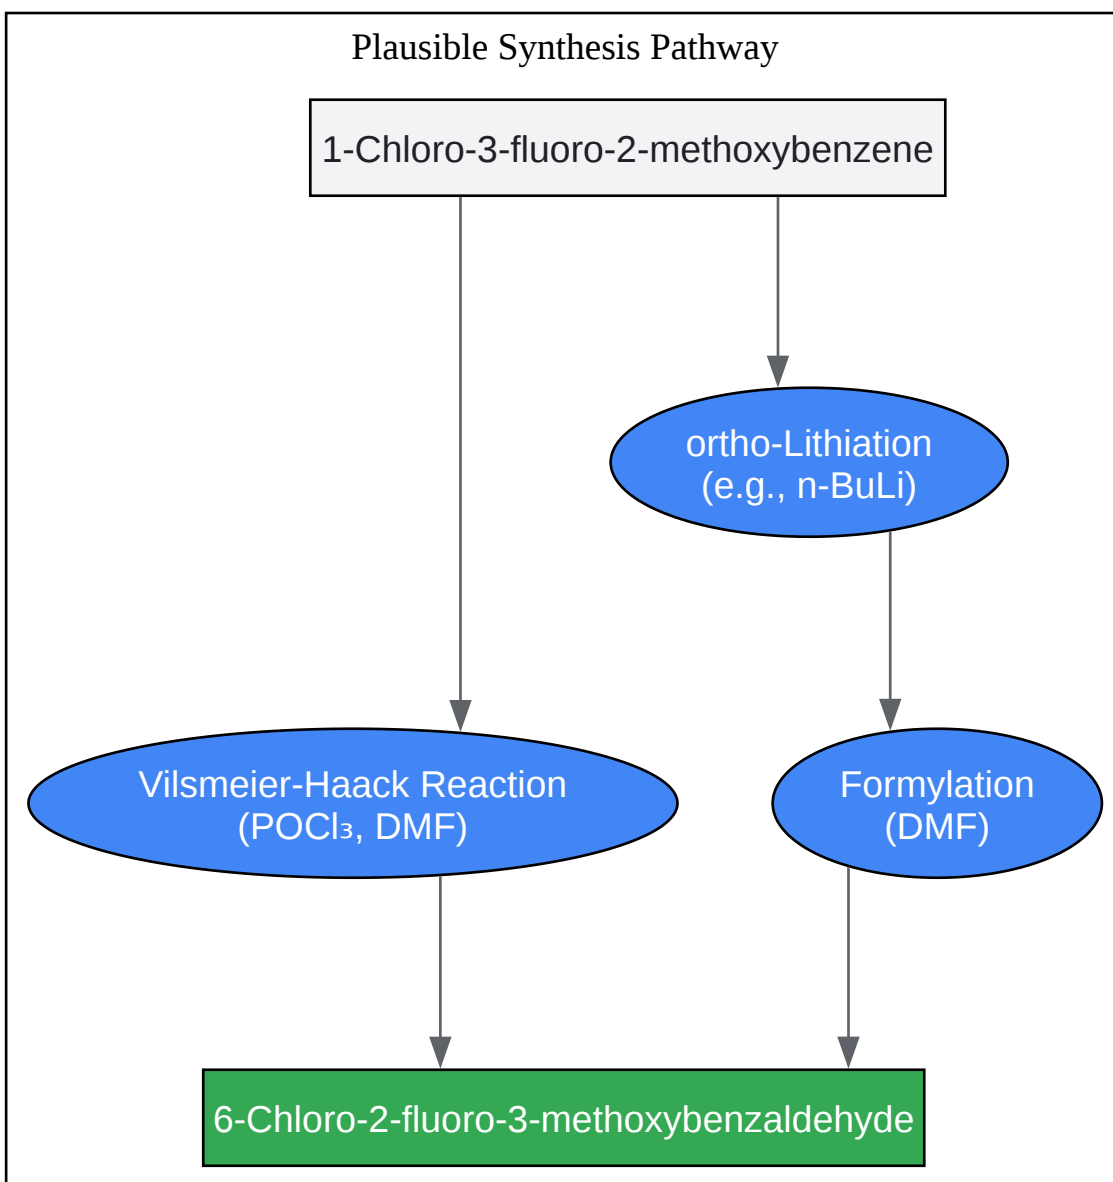 Plausible Synthesis Pathway
1-Chloro-3-fluoro-2-methoxybenzene
ortho-Lithiation
(e.g., n-BuLi)
Vilsmeier-Haack Reaction
(POCl₃, DMF)
Formylation
(DMF)
6-Chloro-2-fluoro-3-methoxybenzaldehyde